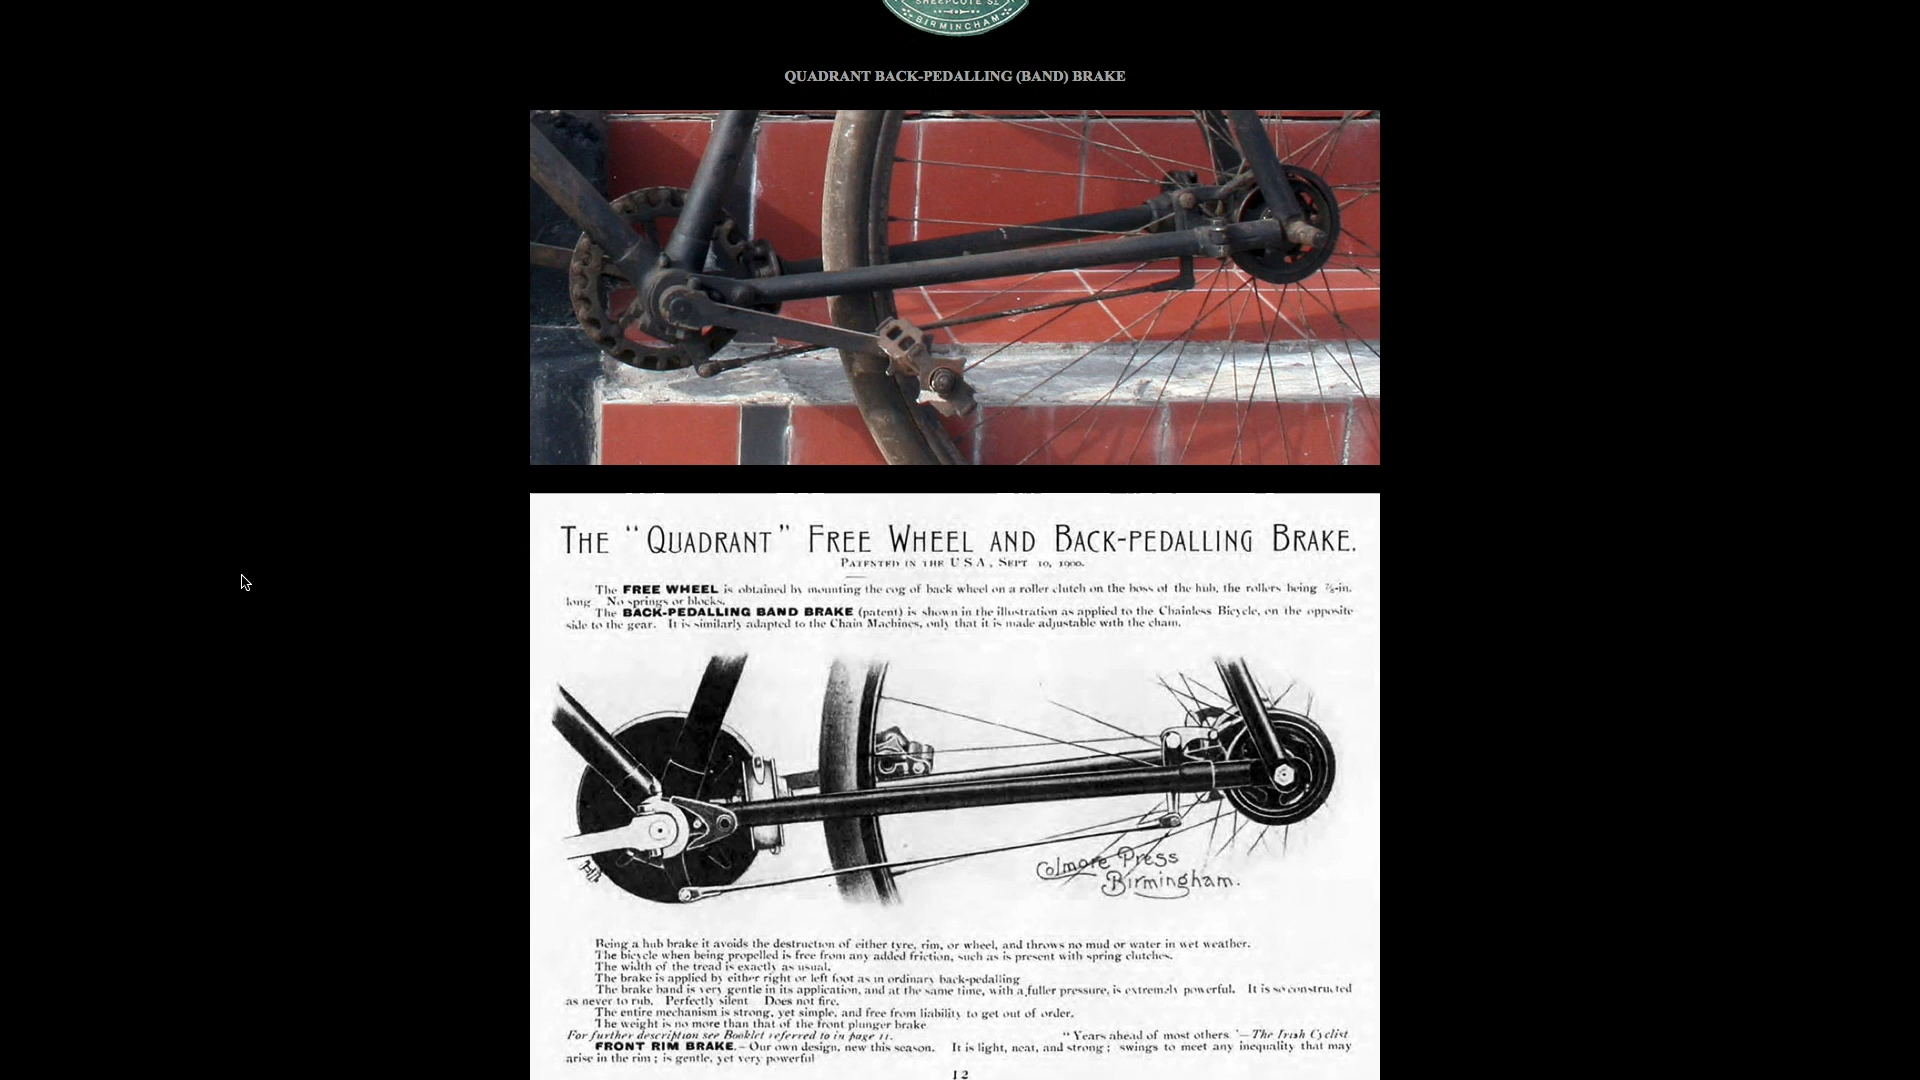 SHEEPCOTE ST
BIRMINGHAM
QUADRANT BACK-PEDALLING (BAND) BRAKE
THE "QUADRANT" FREE WHEEL AND BACK-PEDALLING BRAKE.
PATENTED IN THE U S A, SEPT 10, 1900.
The FREE WHEEL is obtained by mounting the cog of back wheel on a roller clutch on the boss of the hub, the rollers being ⅞-in.
long No springs or blocks.
The BACK-PEDALLING BAND BRAKE (patent) is shown in the illustration as applied to the Chainless Bicycle, on the opposite
side to the gear. It is similarly adapted to the Chain Machines, only that it is made adjustable with the chain.
Colmore Press
Birmingham.
Being a hub brake it avoids the destruction of either tyre, rim, or wheel, and throws no mud or water in wet weather.
The bicycle when being propelled is free from any added friction, such as is present with spring clutches.
The width of the tread is exactly as usual.
The brake is applied by either right or left foot as in ordinary back-pedalling
The brake band is very gentle in its application, and at the same time, with a fuller pressure, is extremely powerful. It is so constructed
as never to rub. Perfectly silent Does not fire.
The entire mechanism is strong, yet simple, and free from liability to get out of order.
The weight is no more than that of the front plunger brake
For further description see Booklet referred to in page 11. "Years ahead of most others."—The Irish Cyclist
FRONT RIM BRAKE.—Our own design, new this season. It is light, neat, and strong; swings to meet any inequality that may
arise in the rim; is gentle, yet very powerful
12